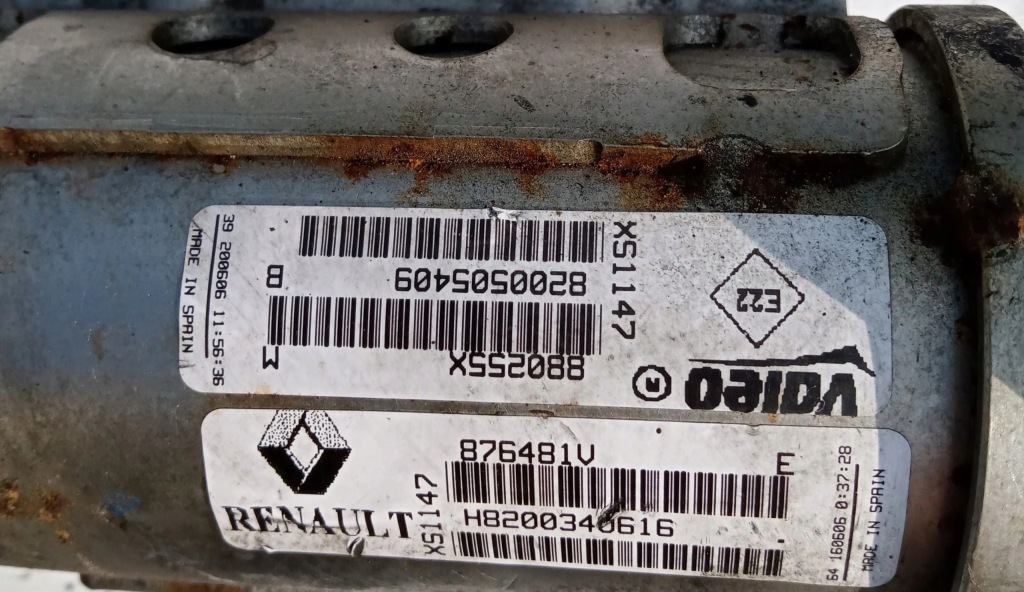 XS1147
8200505409
B
880255X
M
E22
Valeo
39 200606 11:56:36
MADE IN SPAIN
876481V
E
H8200340616
XS1147
RENAULT
64 160606 0:37:28
MADE IN SPAIN